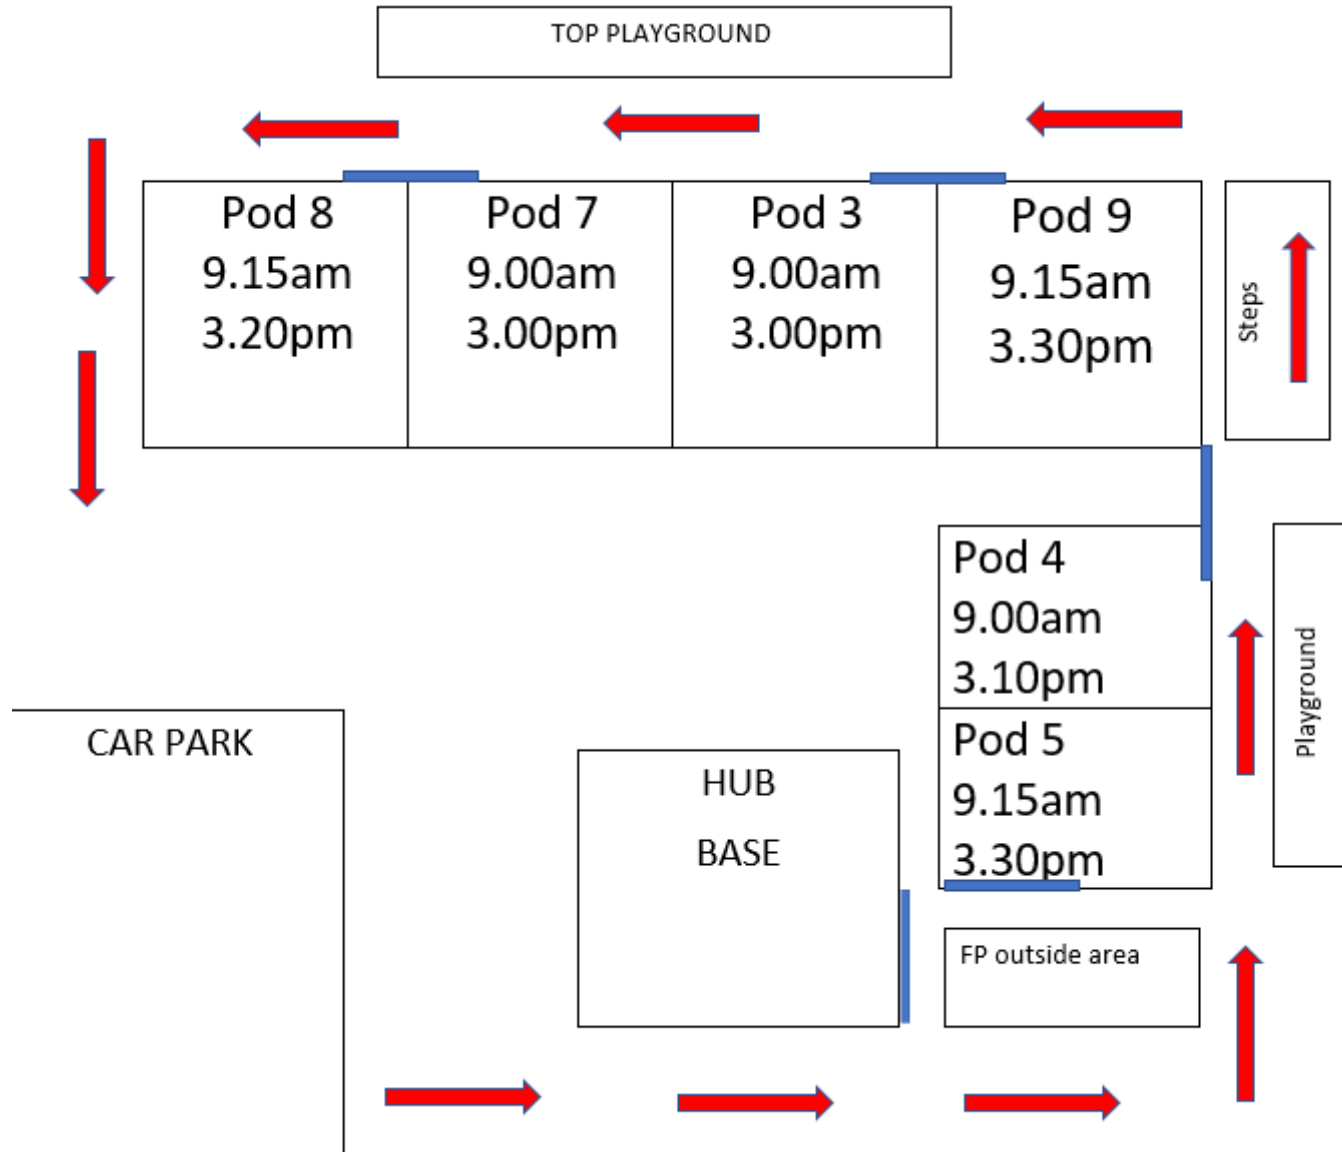 TOP PLAYGROUND
Pod 8
9.15am
3.20pm
Pod 7
9.00am
3.00pm
Pod 3
9.00am
3.00pm
Pod 9
9.15am
3.30pm
Steps
Pod 4
9.00am
3.10pm
Playground
Pod 5
9.15am
3.30pm
CAR PARK
HUB
BASE
FP outside area